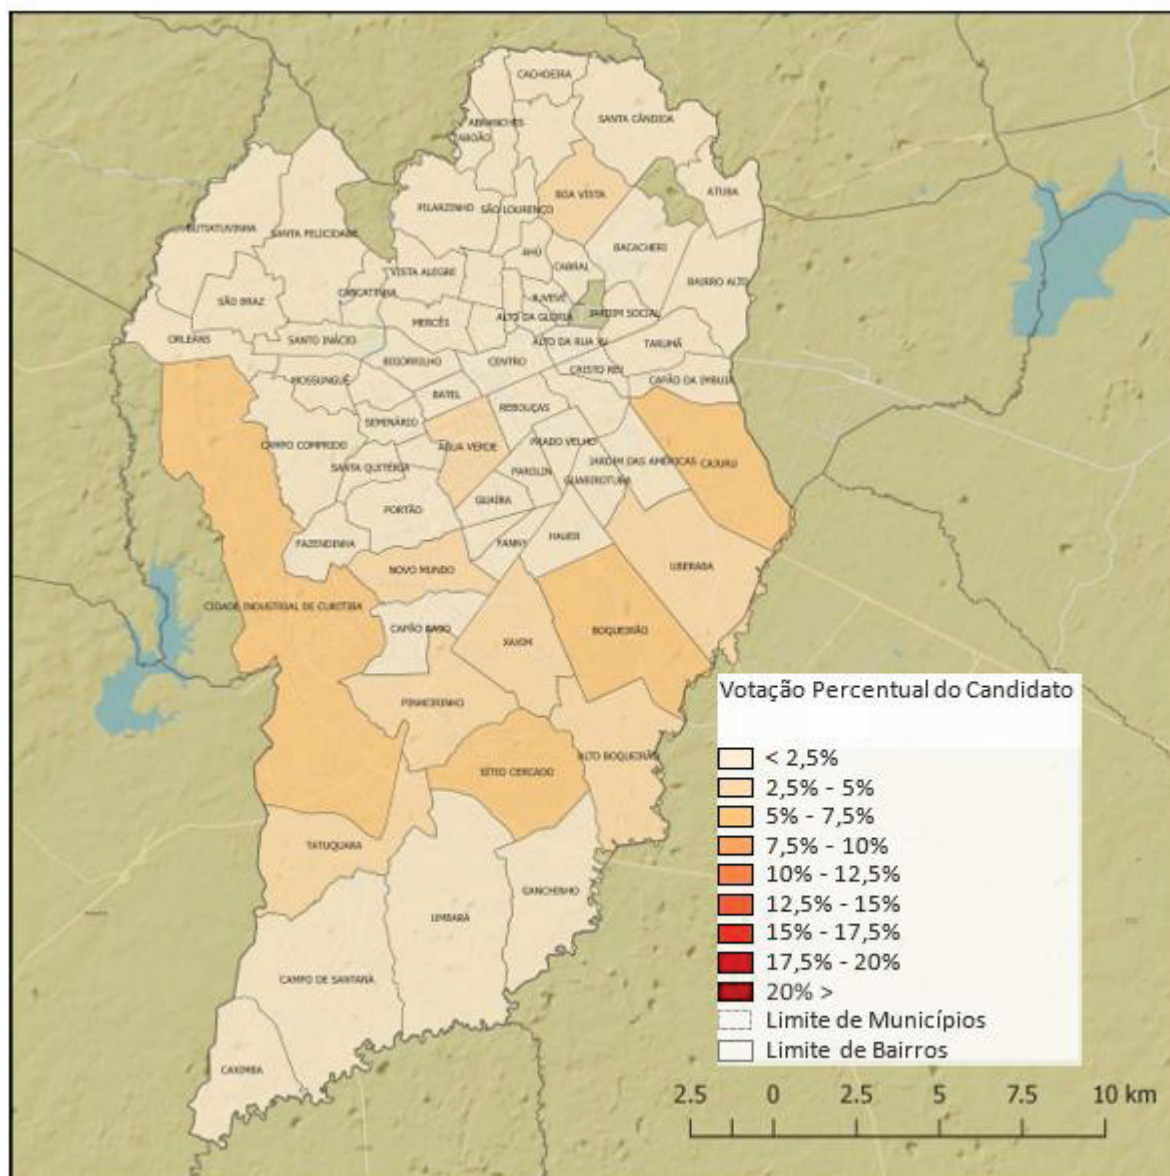 CACHOEIRA
SANTA CÂNDIDA
ABRANCHES
BOA VISTA
ATUBA
PILARZINHO
SÃO LOURENÇO
BUTIATUVINHA
SANTA FELICIDADE
AHÚ
BACACHERI
CABRAL
VISTA ALEGRE
BAIRRO ALTO
CASCATINHA
SÃO BRAZ
JUVEVÊ
ALTO DA GLÓRIA
JARDIM SOCIAL
MERCÊS
ORLEANS
SANTO INÁCIO
ALTO DA RUA XV
TARUMÃ
BIGORRILHO
CENTRO
CRISTO REI
MOSSUNGUÊ
CAPÃO DA IMBUIA
BATEL
REBOUÇAS
SEMINÁRIO
CAMPO COMPRIDO
ÁGUA VERDE
PRADO VELHO
JARDIM DAS AMÉRICAS
CAJURU
SANTA QUITÉRIA
PAROLIN
GUABIROTUBA
GUAÍRA
PORTÃO
HAUER
FAZENDINHA
FANNY
NOVO MUNDO
UBERABA
CIDADE INDUSTRIAL DE CURITIBA
CAPÃO RASO
XAXIM
BOQUEIRÃO
PINHEIRINHO
ALTO BOQUEIRÃO
SÍTIO CERCADO
TATUQUARA
GANCHINHO
UMBARÁ
CAMPO DE SANTANA
CAXIMBA
Votação Percentual do Candidato
< 2,5%
2,5% - 5%
5% - 7,5%
7,5% - 10%
10% - 12,5%
12,5% - 15%
15% - 17,5%
17,5% - 20%
20% >
Limite de Municípios
Limite de Bairros
2.5 0 2.5 5 7.5 10 km